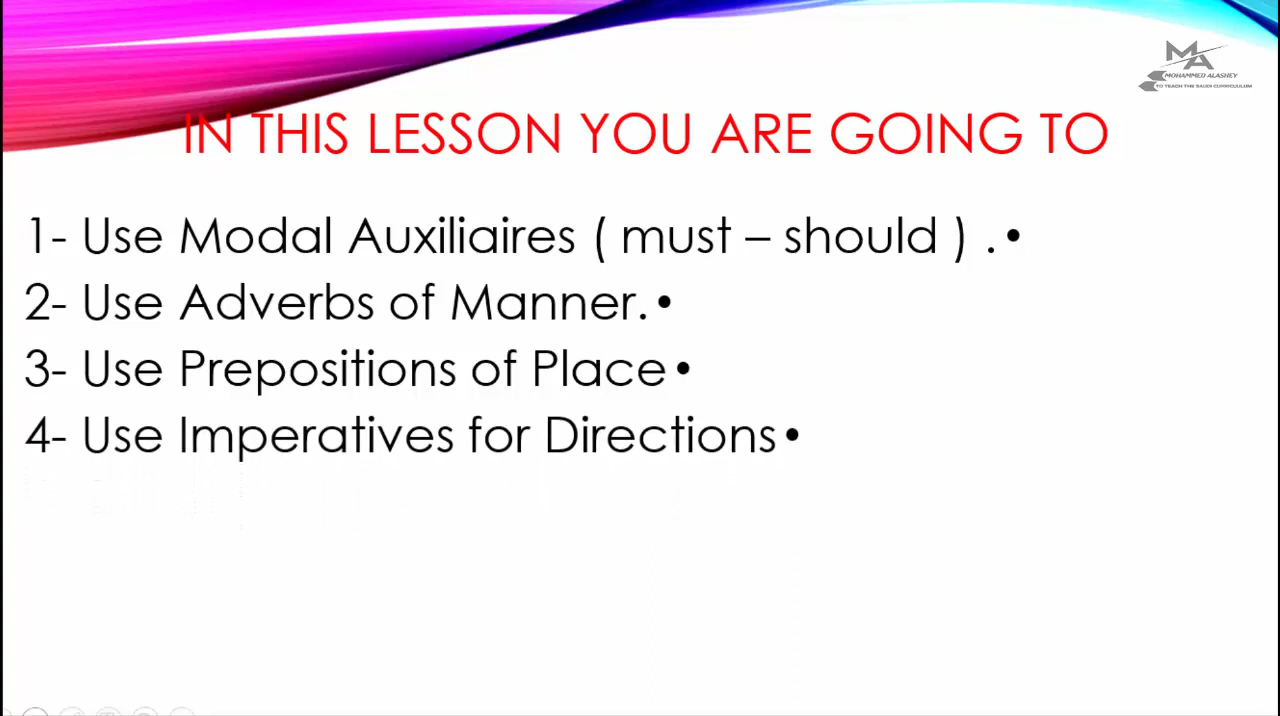 MA
MOHAMMED ALASHEY
TO TEACH THE SAUDI CURRICULUM
IN THIS LESSON YOU ARE GOING TO
1- Use Modal Auxiliaires ( must – should ) .•
2- Use Adverbs of Manner.•
3- Use Prepositions of Place•
4- Use Imperatives for Directions•